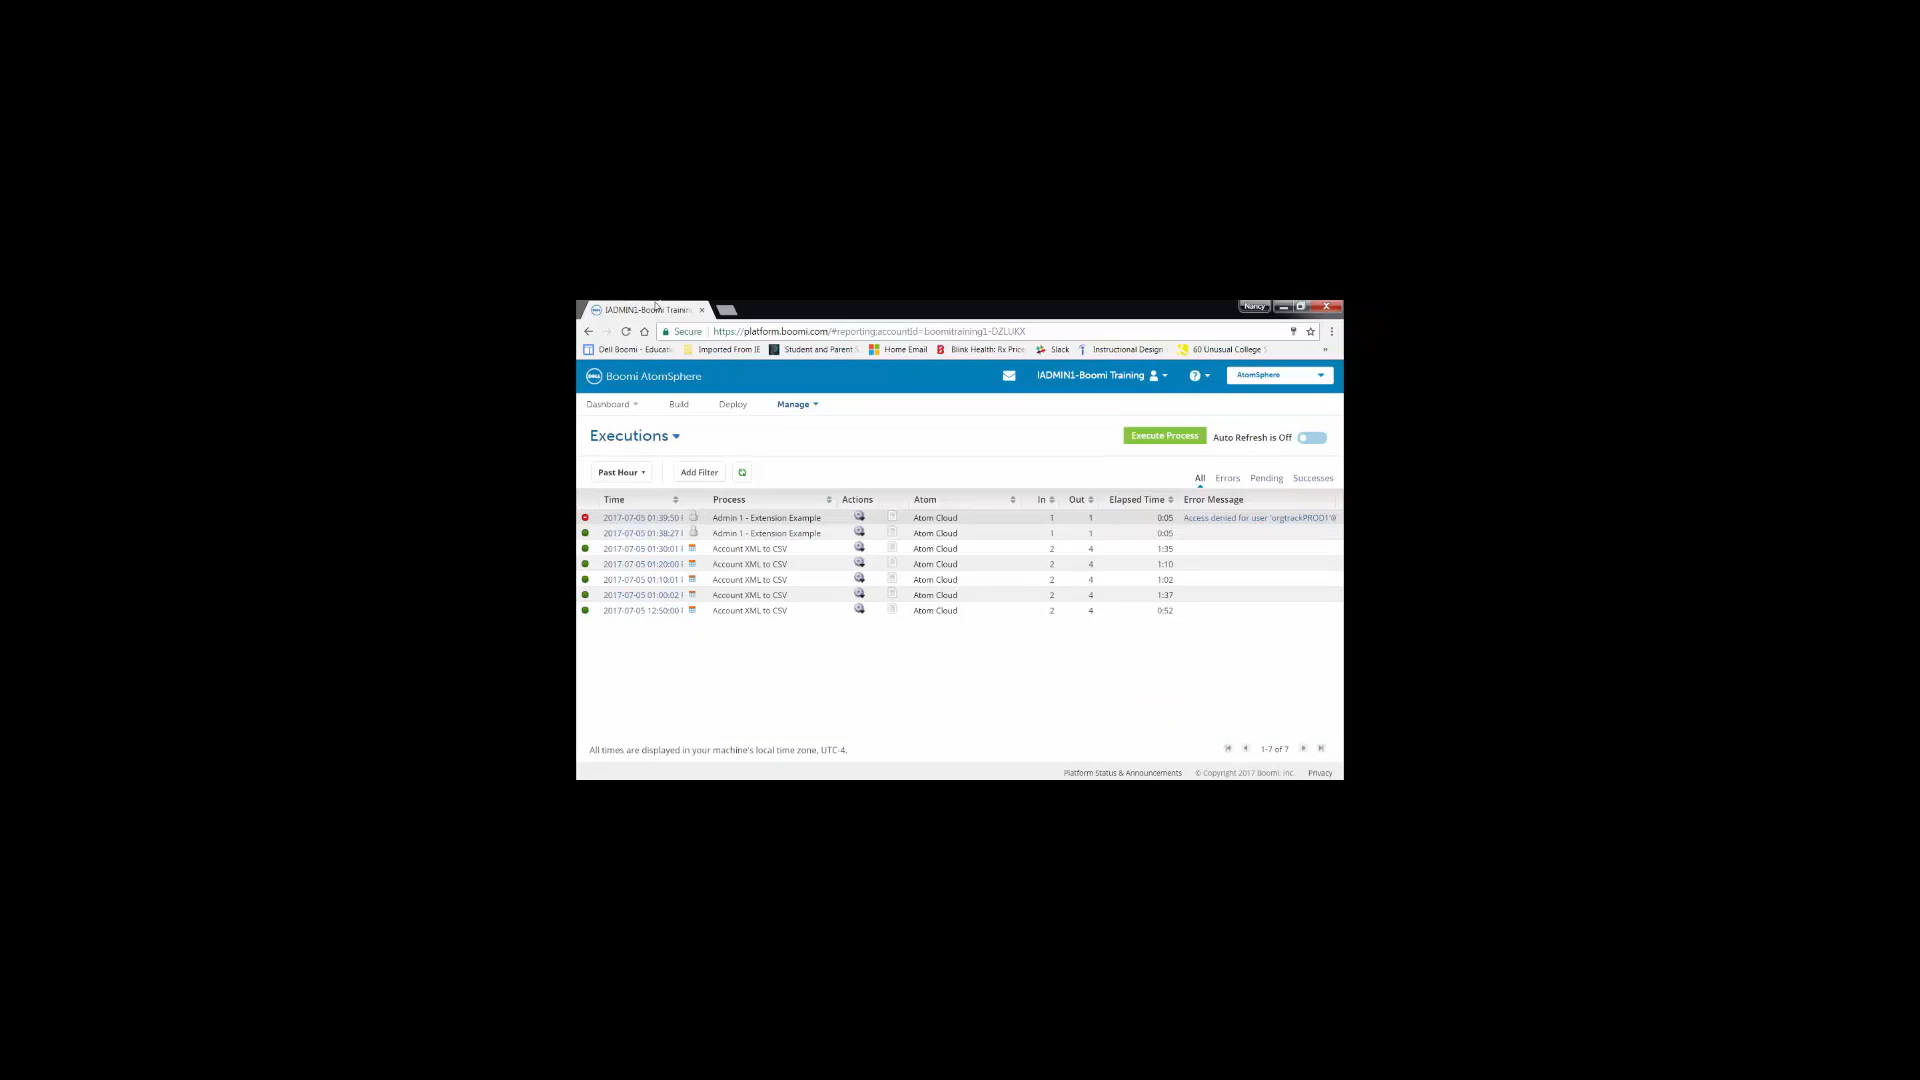 IADMIN1-Boomi Trainin
Nancy
Secure https://platform.boomi.com/#reporting;accountId=boomitraining1-DZLUKX
Dell Boomi - Educati Imported From IE Student and Parent S Home Email Blink Health: Rx Price Slack Instructional Design 60 Unusual College S »
DELL Boomi AtomSphere IADMIN1-Boomi Training ? AtomSphere
Dashboard Build Deploy Manage
Executions Execute Process Auto Refresh is Off
Past Hour Add Filter All Errors Pending Successes
Time Process Actions Atom In Out Elapsed Time Error Message
2017-07-05 01:39:50 Admin 1 - Extension Example Atom Cloud 1 1 0:05 Access denied for user 'orgtrackPROD1'@
2017-07-05 01:38:27 Admin 1 - Extension Example Atom Cloud 1 1 0:05
2017-07-05 01:30:01 Account XML to CSV Atom Cloud 2 4 1:35
2017-07-05 01:20:00 Account XML to CSV Atom Cloud 2 4 1:10
2017-07-05 01:10:01 Account XML to CSV Atom Cloud 2 4 1:02
2017-07-05 01:00:02 Account XML to CSV Atom Cloud 2 4 1:37
2017-07-05 12:50:00 Account XML to CSV Atom Cloud 2 4 0:52
All times are displayed in your machine's local time zone, UTC-4. 1-7 of 7
Platform Status & Announcements © Copyright 2017 Boomi, Inc. Privacy